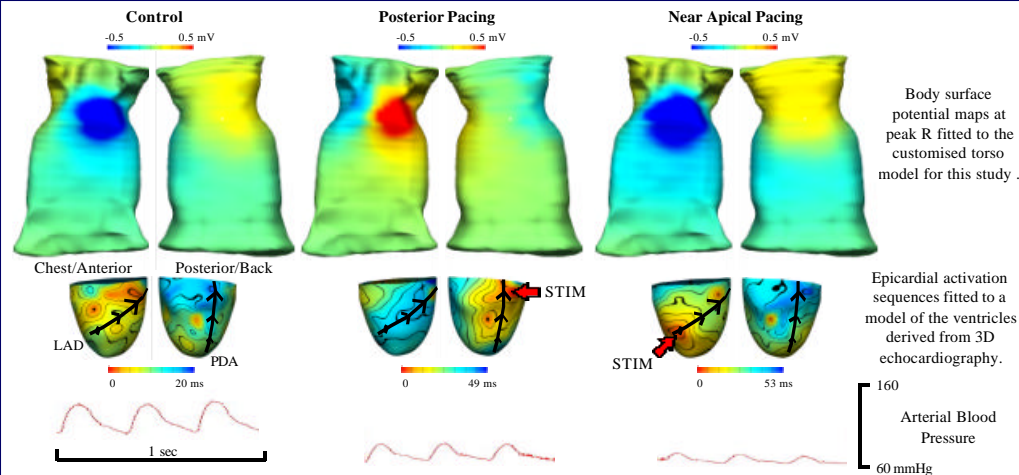 Control
Posterior Pacing
Near Apical Pacing
-0.5 0.5 mV
-0.5 0.5 mV
-0.5 0.5 mV
Body surface
potential maps at
peak R fitted to the
customised torso
model for this study .
Chest/Anterior
Posterior/Back
LAD
PDA
STIM
STIM
Epicardial activation
sequences fitted to a
model of the ventricles
derived from 3D
echocardiography.
0 20 ms
0 49 ms
0 53 ms
1 sec
160
Arterial Blood
Pressure
60 mmHg